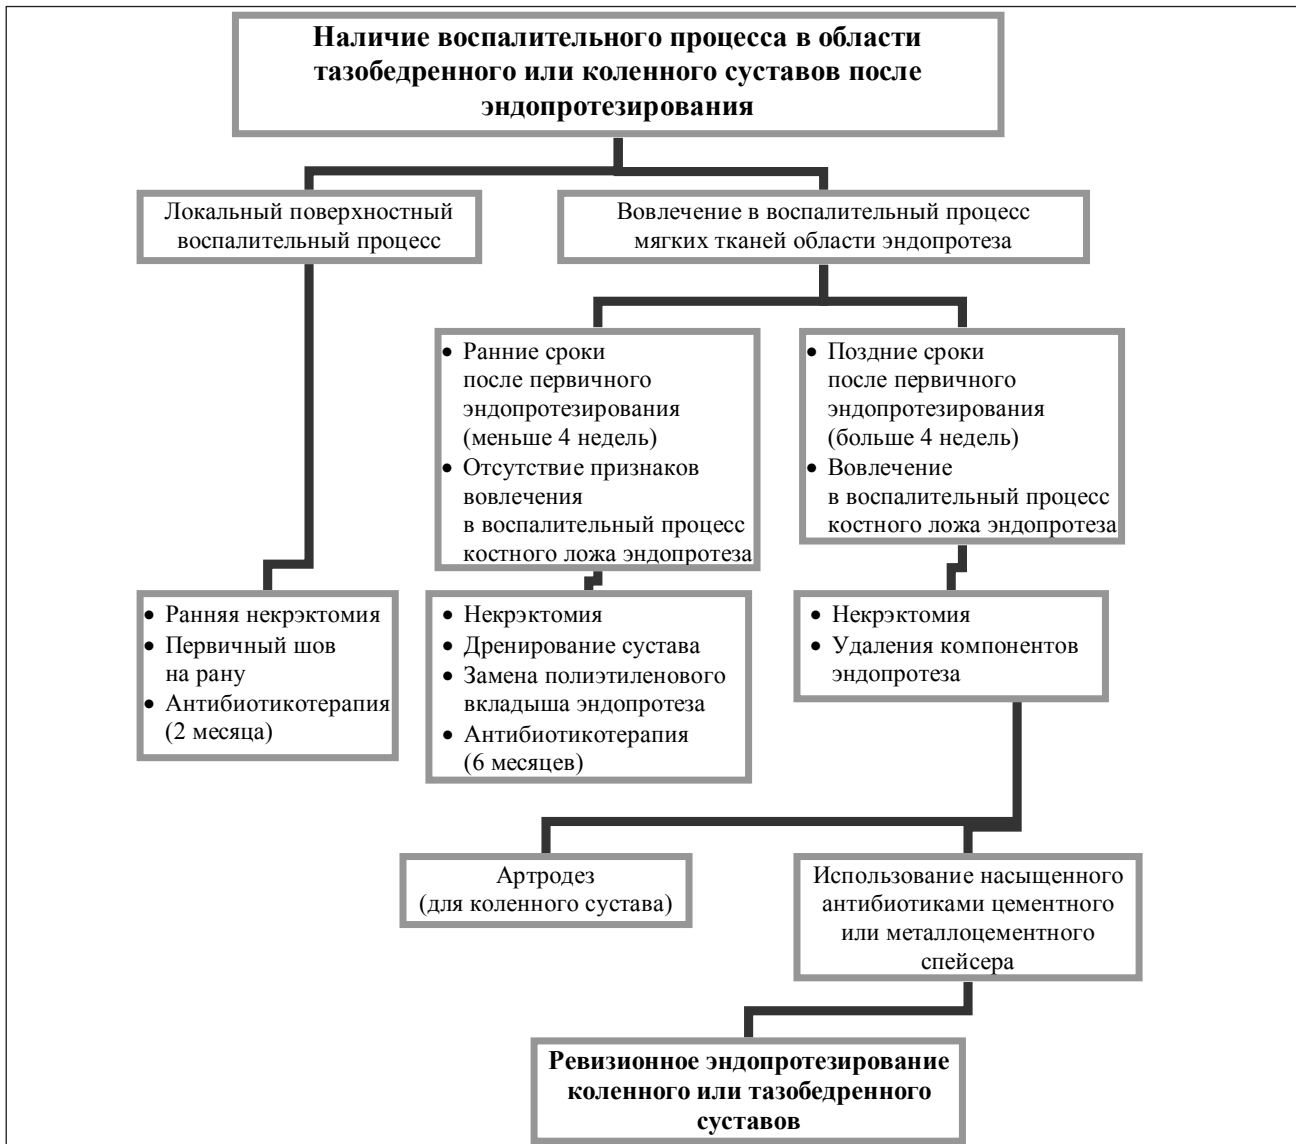 Наличие воспалительного процесса в области
тазобедренного или коленного суставов после
эндопротезирования
Локальный поверхностный
воспалительный процесс
Вовлечение в воспалительный процесс
мягких тканей области эндопротеза
• Ранние сроки
после первичного
эндопротезирования
(меньше 4 недель)
• Отсутствие признаков
вовлечения
в воспалительный процесс
костного ложа эндопротеза
• Поздние сроки
после первичного
эндопротезирования
(больше 4 недель)
• Вовлечение
в воспалительный процесс
костного ложа эндопротеза
• Ранняя некрэктомия
• Первичный шов
на рану
• Антибиотикотерапия
(2 месяца)
• Некрэктомия
• Дренирование сустава
• Замена полиэтиленового
вкладыша эндопротеза
• Антибиотикотерапия
(6 месяцев)
• Некрэктомия
• Удаления компонентов
эндопротеза
Артродез
(для коленного сустава)
Использование насыщенного
антибиотиками цементного
или металлоцементного
спейсера
Ревизионное эндопротезирование
коленного или тазобедренного
суставов